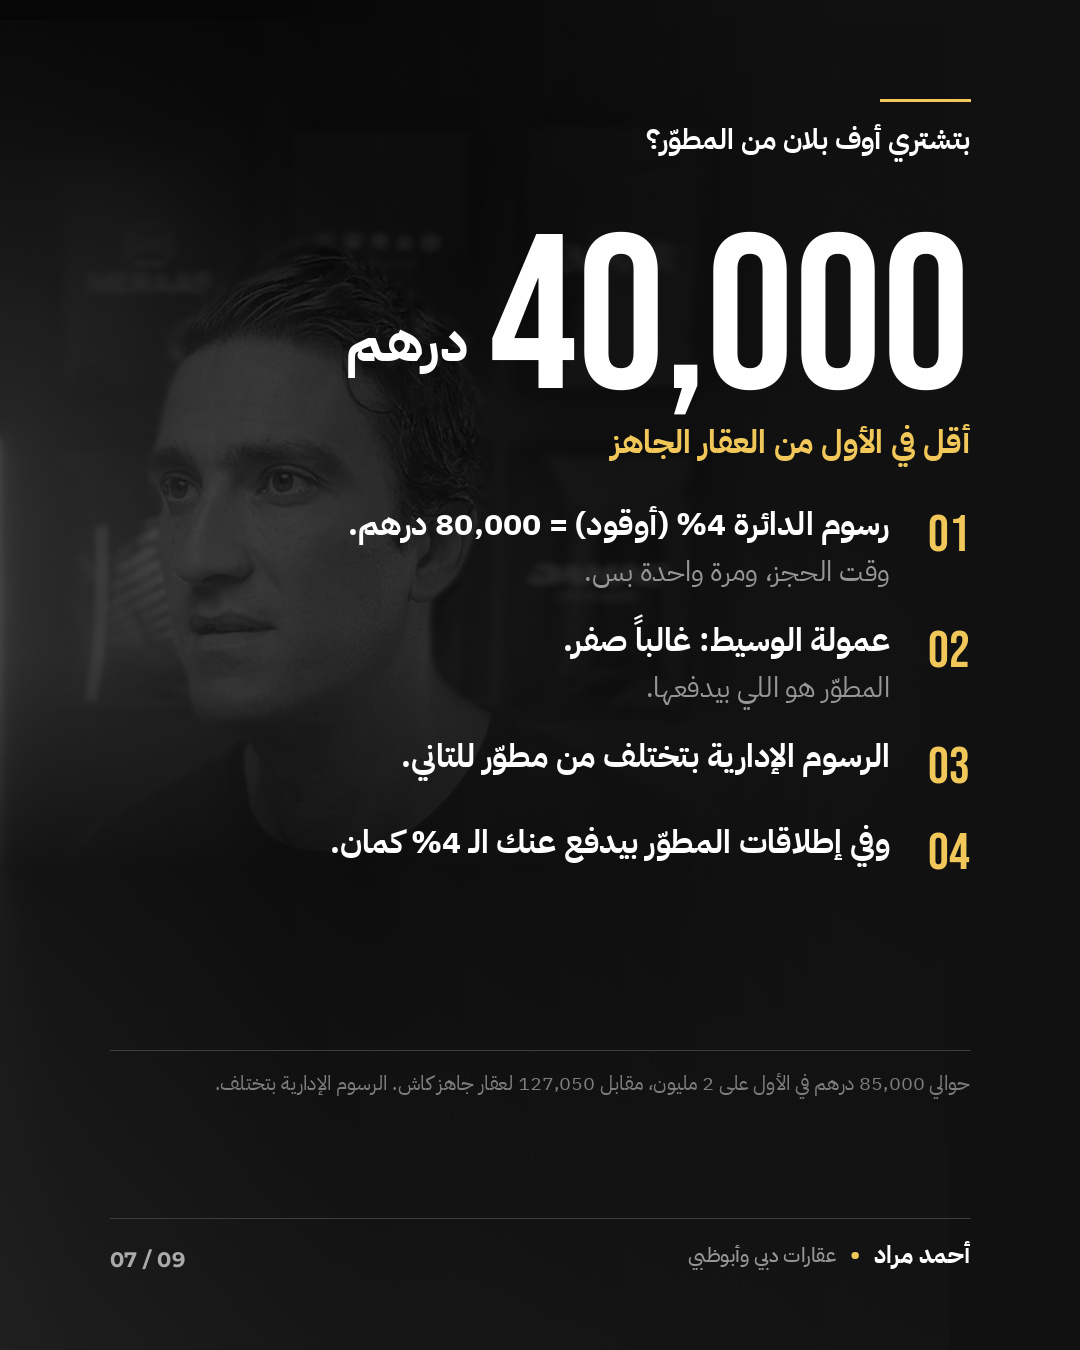 بتشتري أوف بلان من المطوّر؟
40,000 درهم
أقل في الأول من العقار الجاهز
01 رسوم الدائرة 4% (أوقود) = 80,000 درهم.
وقت الحجز، ومرة واحدة بس.
02 عمولة الوسيط: غالباً صفر.
المطوّر هو اللي بيدفعها.
03 الرسوم الإدارية بتختلف من مطوّر للتاني.
04 وفي إطلاقات المطوّر بيدفع عنك الـ 4% كمان.
حوالي 85,000 درهم في الأول على 2 مليون، مقابل 127,050 لعقار جاهز كاش. الرسوم الإدارية بتختلف.
أحمد مراد • عقارات دبي وأبوظبي
07 / 09